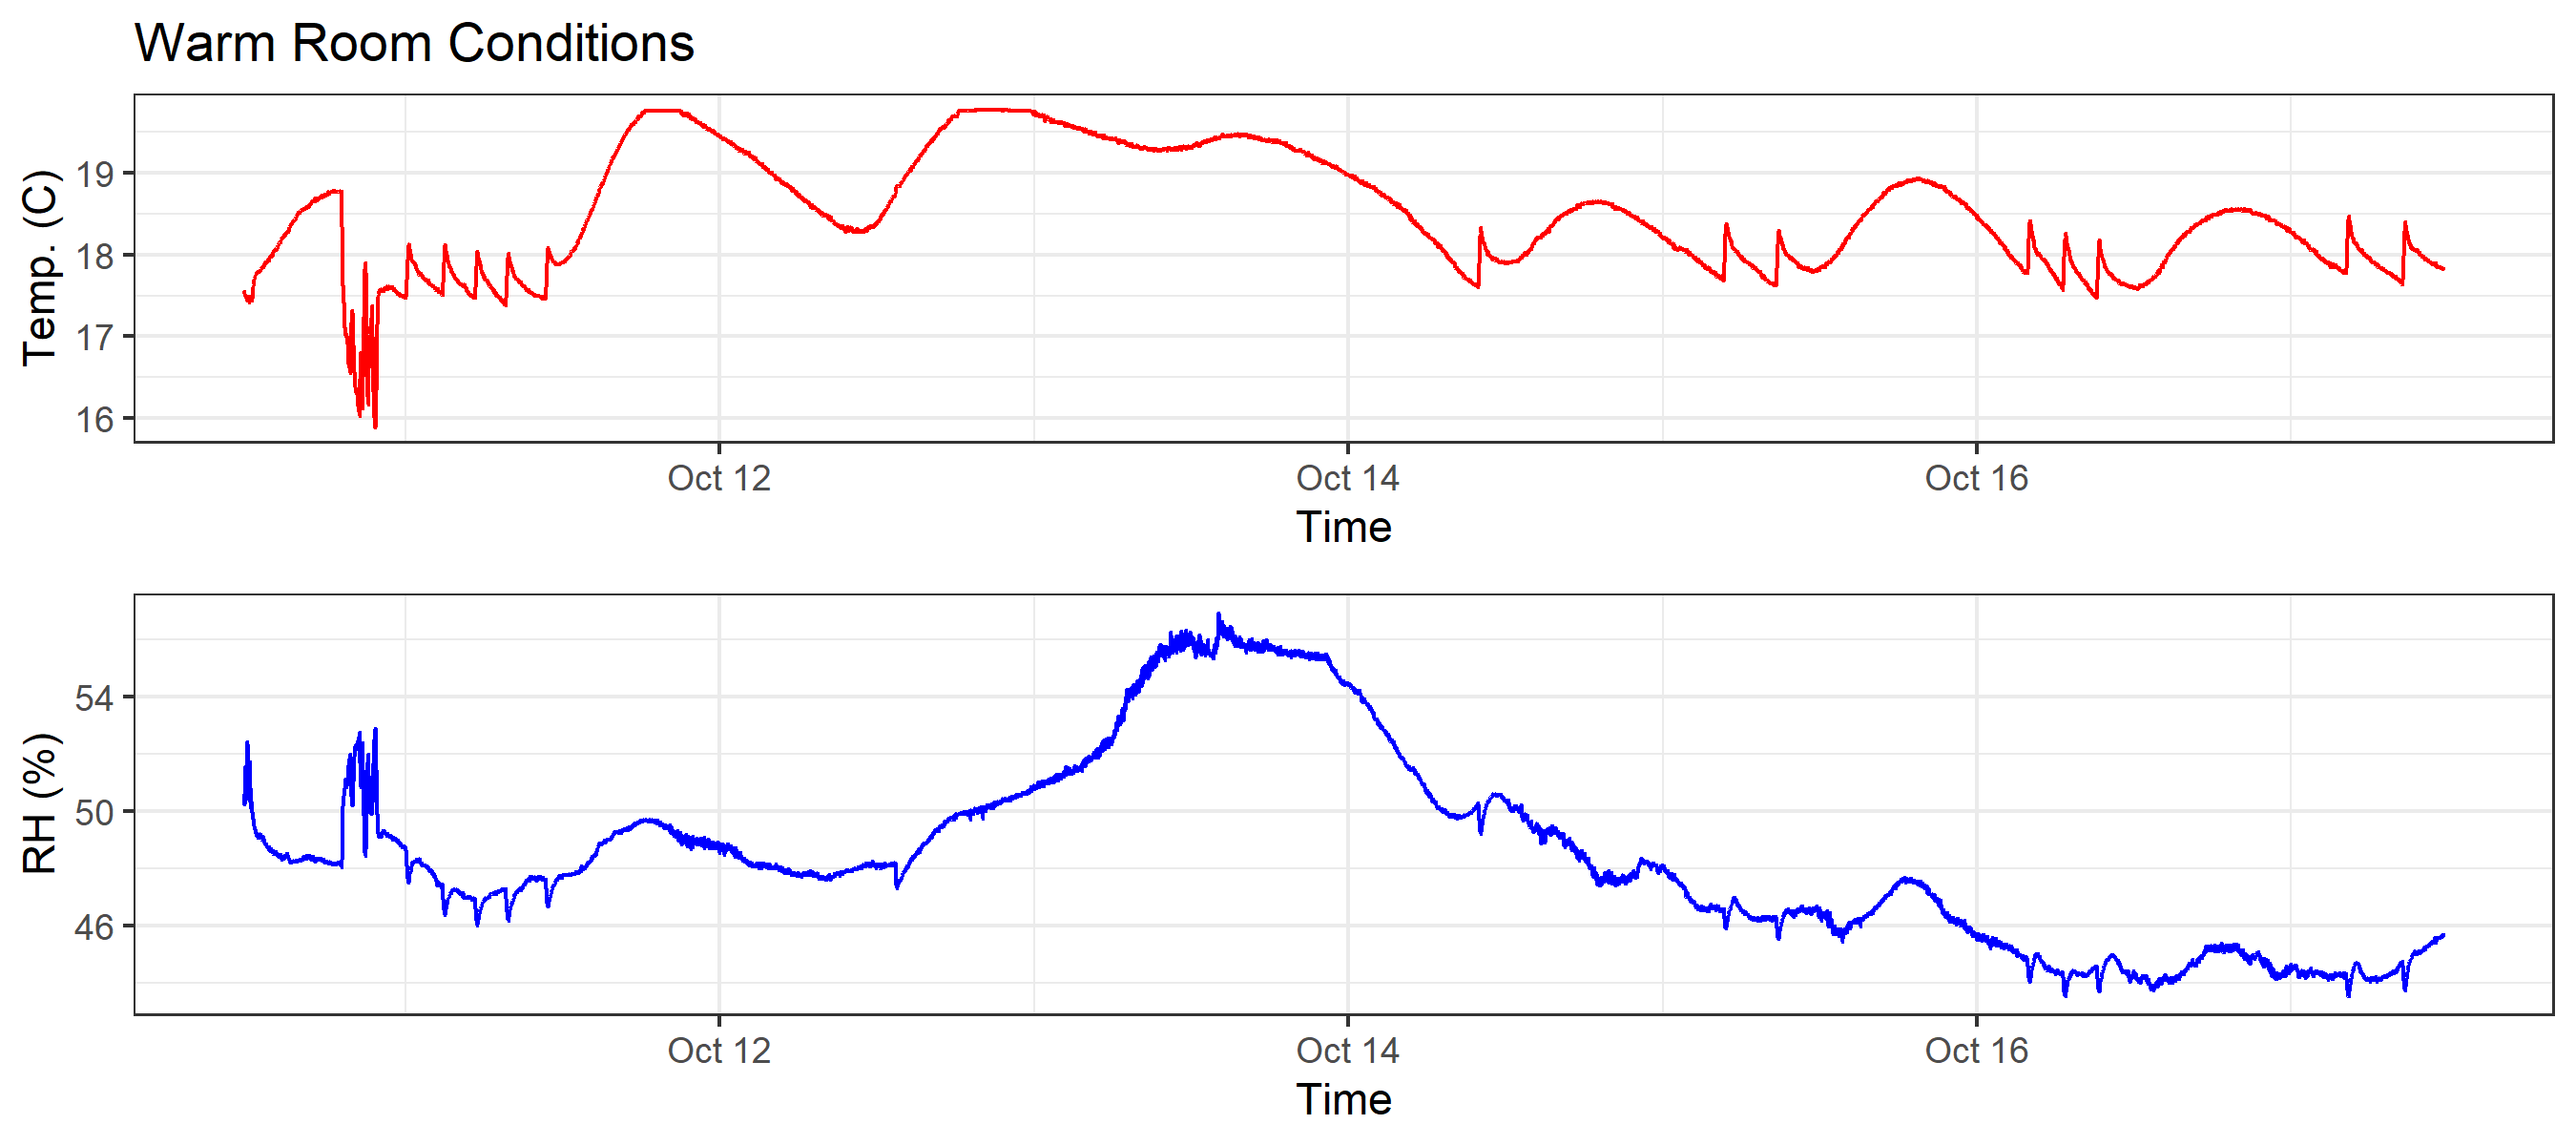 Warm Room Conditions
Temp. (C)
19
18
17
16
Oct 12 Oct 14 Oct 16
Time
RH (%)
54
50
46
Oct 12 Oct 14 Oct 16
Time